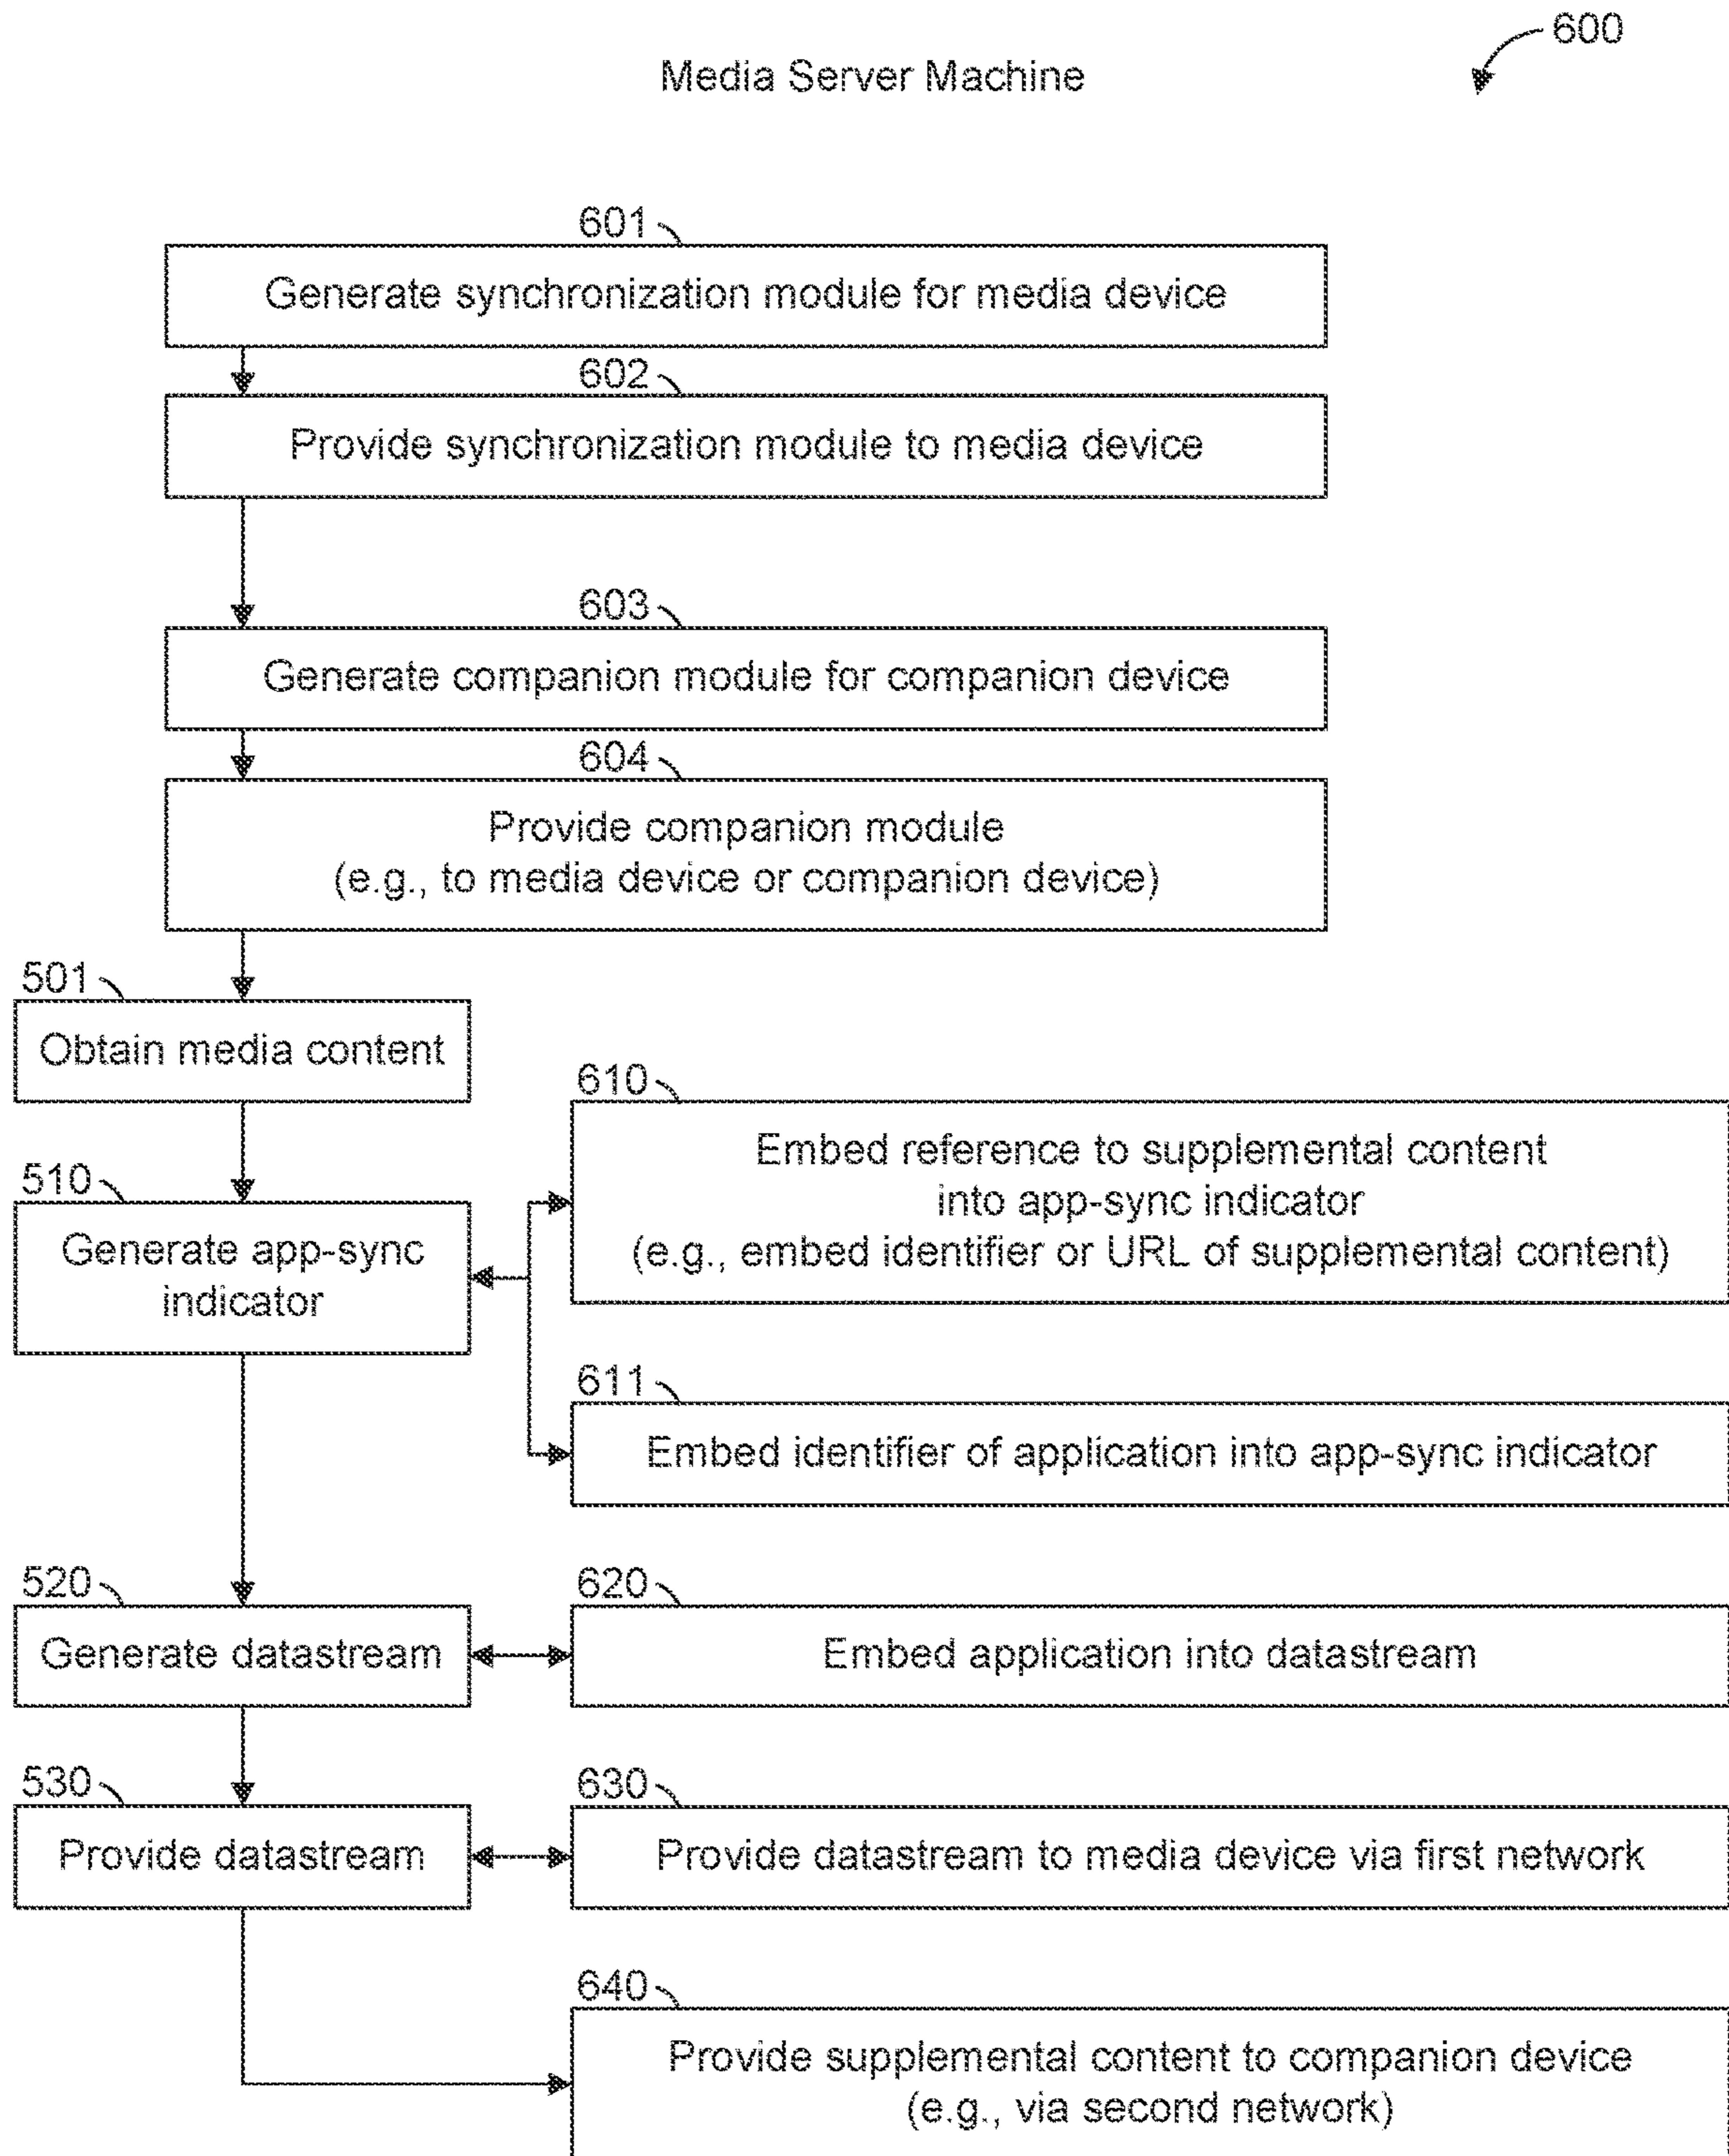 600
Media Server Machine
601
Generate synchronization module for media device
602
Provide synchronization module to media device
603
Generate companion module for companion device
604
Provide companion module
(e.g., to media device or companion device)
501
Obtain media content
610
Embed reference to supplemental content
into app-sync indicator
(e.g., embed identifier or URL of supplemental content)
510
Generate app-sync
indicator
611
Embed identifier of application into app-sync indicator
520
Generate datastream
620
Embed application into datastream
530
Provide datastream
630
Provide datastream to media device via first network
640
Provide supplemental content to companion device
(e.g., via second network)